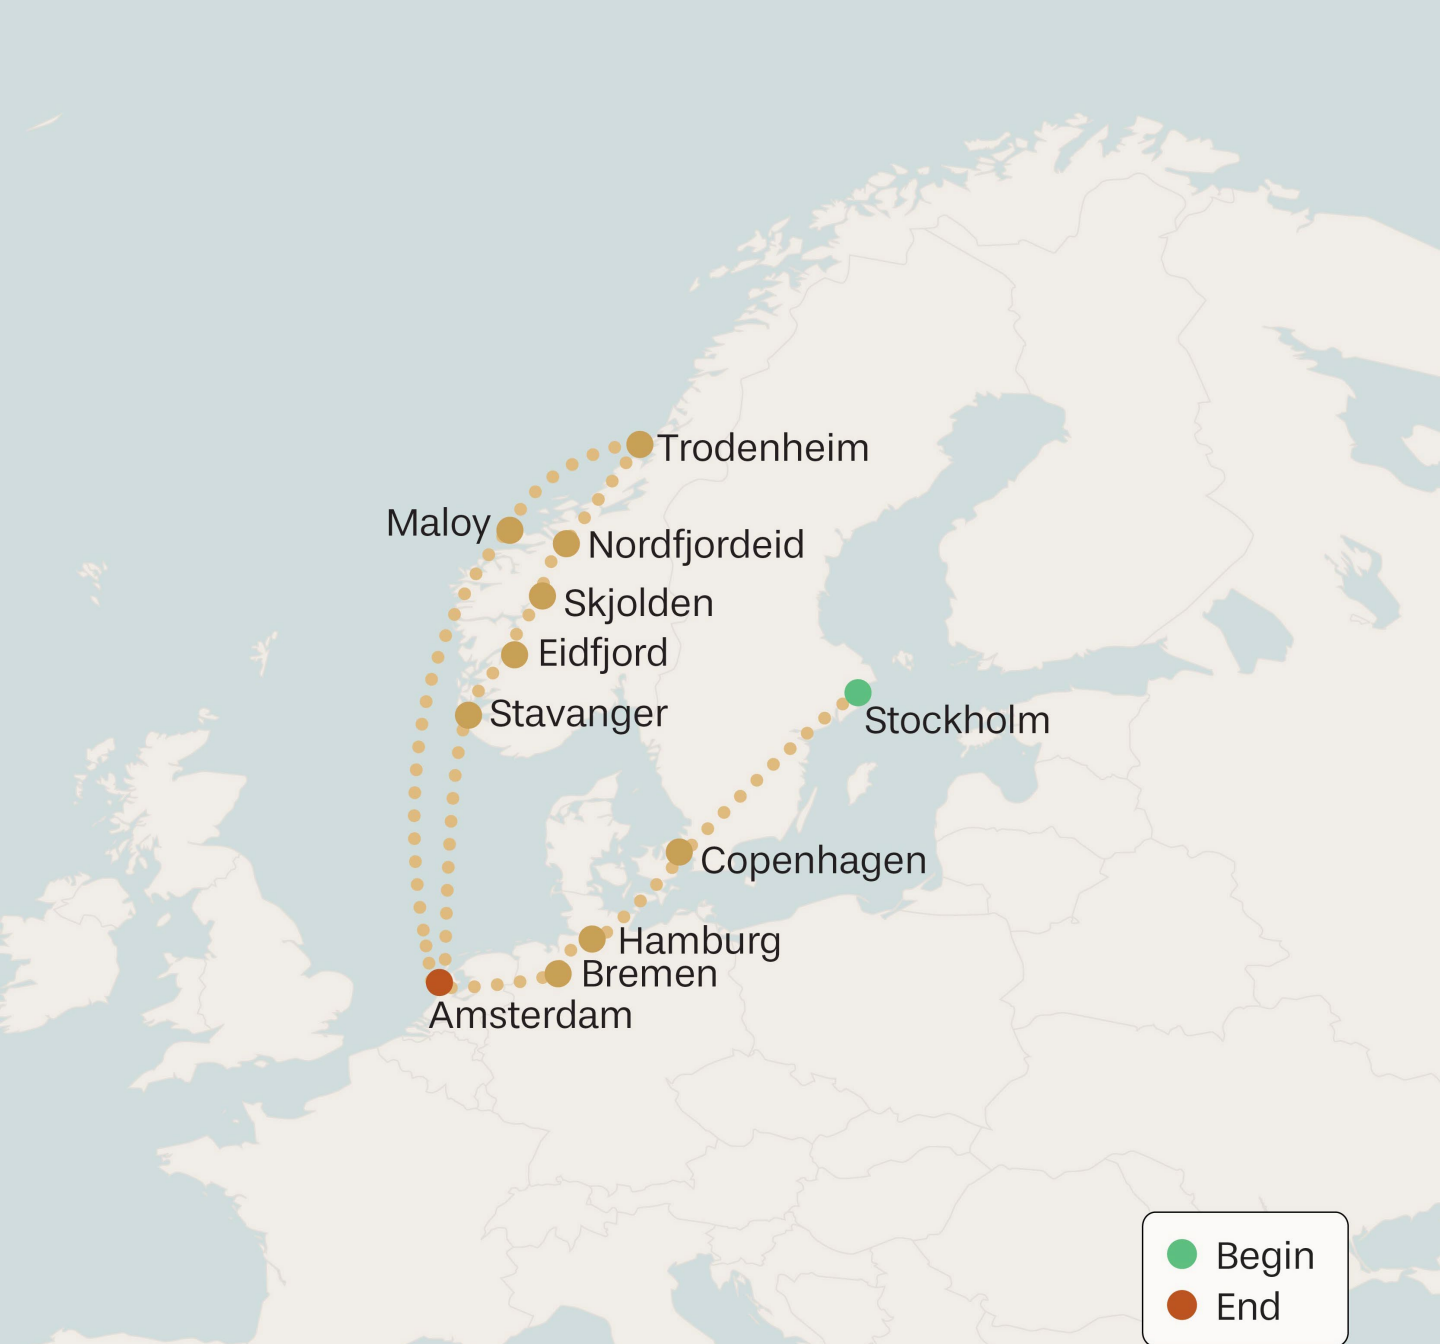 Trodenheim
Maloy
Nordfjordeid
Skjolden
Eidfjord
Stavanger
Stockholm
Copenhagen
Hamburg
Bremen
Amsterdam
Begin
End